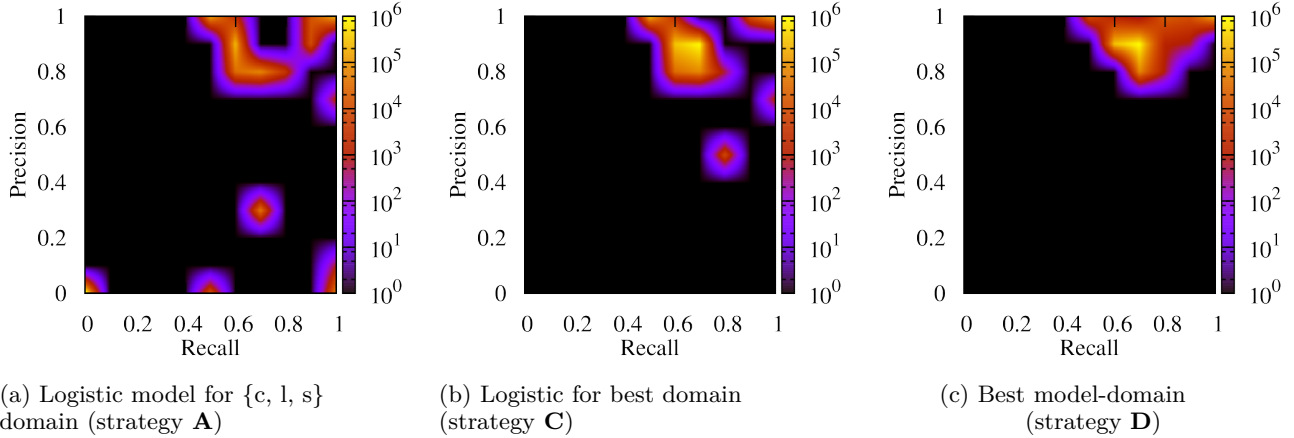 1
0.8
0.6
0.4
0.2
0
Precision
0 0.2 0.4 0.6 0.8 1
Recall
10^6
10^5
10^4
10^3
10^2
10^1
10^0
(a) Logistic model for {c, l, s}
domain (strategy A)
1
0.8
0.6
0.4
0.2
0
Precision
0 0.2 0.4 0.6 0.8 1
Recall
10^6
10^5
10^4
10^3
10^2
10^1
10^0
(b) Logistic for best domain
(strategy C)
1
0.8
0.6
0.4
0.2
0
Precision
0 0.2 0.4 0.6 0.8 1
Recall
10^6
10^5
10^4
10^3
10^2
10^1
10^0
(c) Best model-domain
(strategy D)